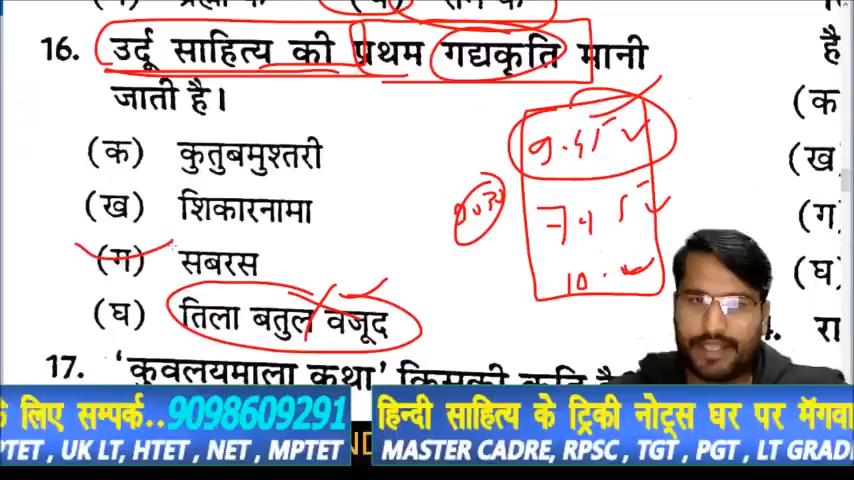 16. उर्दू साहित्य की प्रथम गद्यकृति मानी
जाती है।
(क) कुतुबमुश्तरी
(ख) शिकारनामा
(ग) सबरस
(घ) तिला बतुल वजूद
17. 'कुवलयमाला कथा' किसकी कृति है
है
(क
(ख
(ग
(घ
रा
के लिए सम्पर्क..9098609291
PTET, UK LT, HTET, NET, MPTET
हिन्दी साहित्य के ट्रिकी नोट्स घर पर मँगवा
MASTER CADRE, RPSC, TGT, PGT, LT GRAD